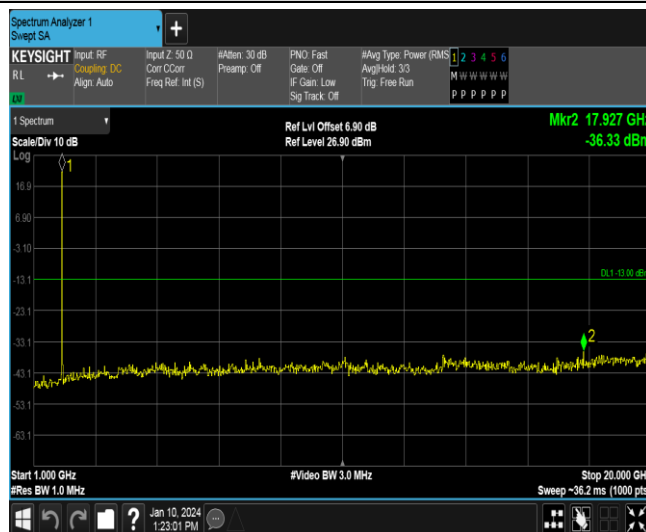 Spectrum Analyzer 1
Swept SA
+
KEYSIGHT
RL
LXI
Input: RF
Coupling: DC
Align: Auto
Input Z: 50 Ω
Corr CCorr
Freq Ref: Int (S)
#Atten: 30 dB
Preamp: Off
PNO: Fast
Gate: Off
IF Gain: Low
Sig Track: Off
#Avg Type: Power (RMS
Avg|Hold: 3/3
Trig: Free Run
1 2 3 4 5 6
M W W W W W
P P P P P P
1 Spectrum
Scale/Div 10 dB
Ref Lvl Offset 6.90 dB
Ref Level 26.90 dBm
Mkr2 17.927 GHz
-36.33 dBm
Log
1
16.9
6.90
-3.10
-13.1
DL1 -13.00 dBm
-23.1
2
-33.1
-43.1
-53.1
-63.1
Start 1.000 GHz
#Video BW 3.0 MHz
Stop 20.000 GHz
#Res BW 1.0 MHz
Sweep ~36.2 ms (1000 pts
?
Jan 10, 2024
1:23:01 PM